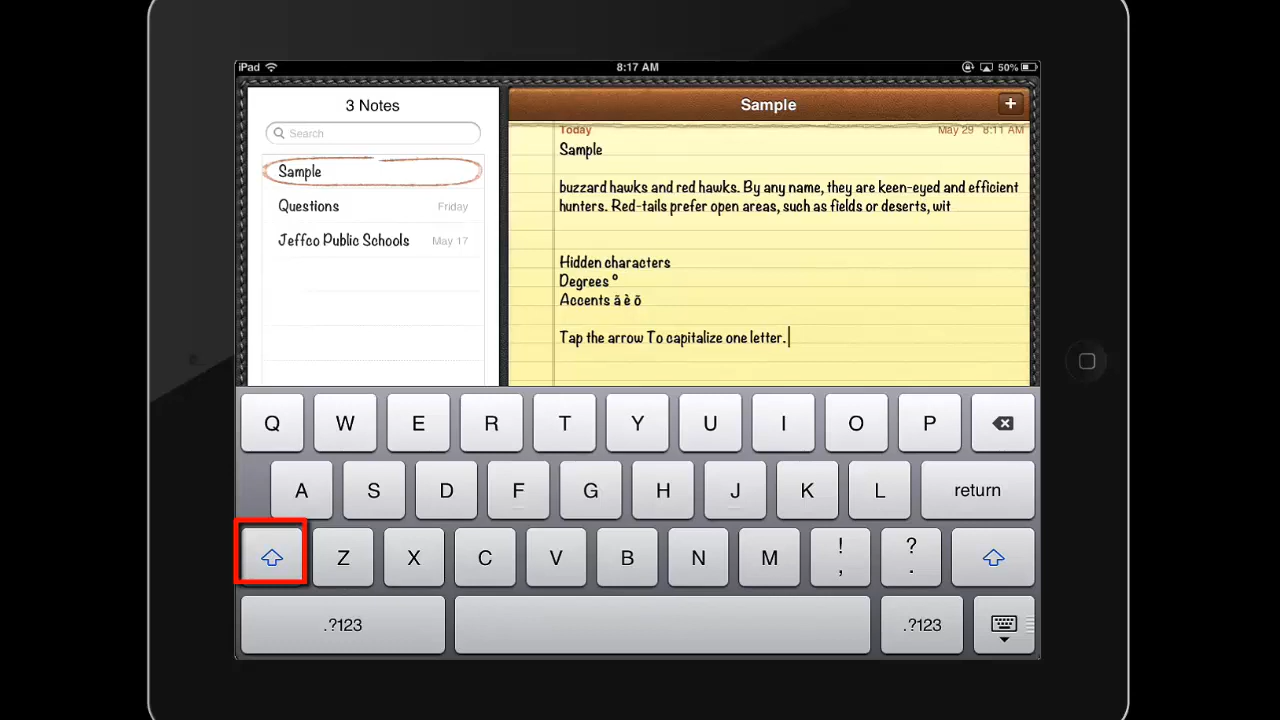 iPad 8:17 AM 50%
3 Notes
Search
Sample
Questions Friday
Jeffco Public Schools May 17
Sample +
Today May 29 8:11 AM
Sample
buzzard hawks and red hawks. By any name, they are keen-eyed and efficient
hunters. Red-tails prefer open areas, such as fields or deserts, wit
Hidden characters
Degrees °
Accents ā è ō
Tap the arrow To capitalize one letter.
Q W E R T Y U I O P
A S D F G H J K L return
Z X C V B N M ! , ? .
.?123 .?123